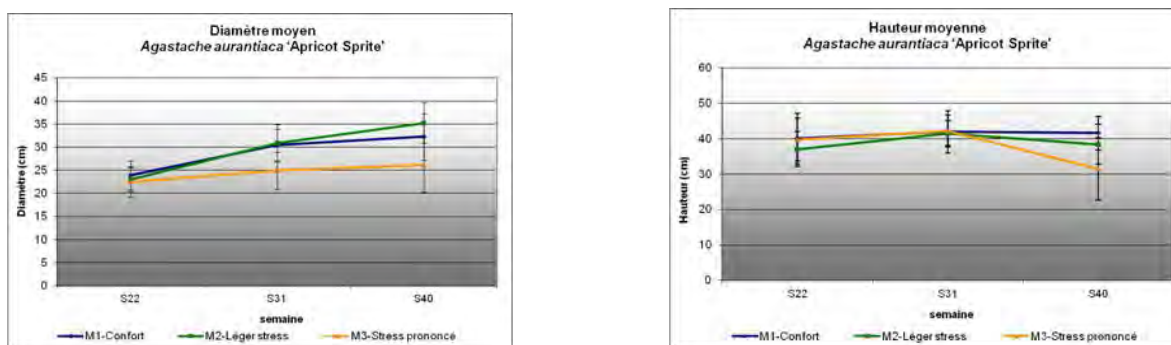 Diamètre moyen
Agastache aurantiaca 'Apricot Sprite'
45
40
35
30
25
20
15
10
5
0
Diamètre (cm)
S22 S31 S40
semaine
M1-Confort M2-Léger stress M3-Stress prononcé
Hauteur moyenne
Agastache aurantiaca 'Apricot Sprite'
60
50
40
30
20
10
0
Hauteur (cm)
S22 S31 S40
semaine
M1-Confort M2-Léger stress M3-Stress prononcé